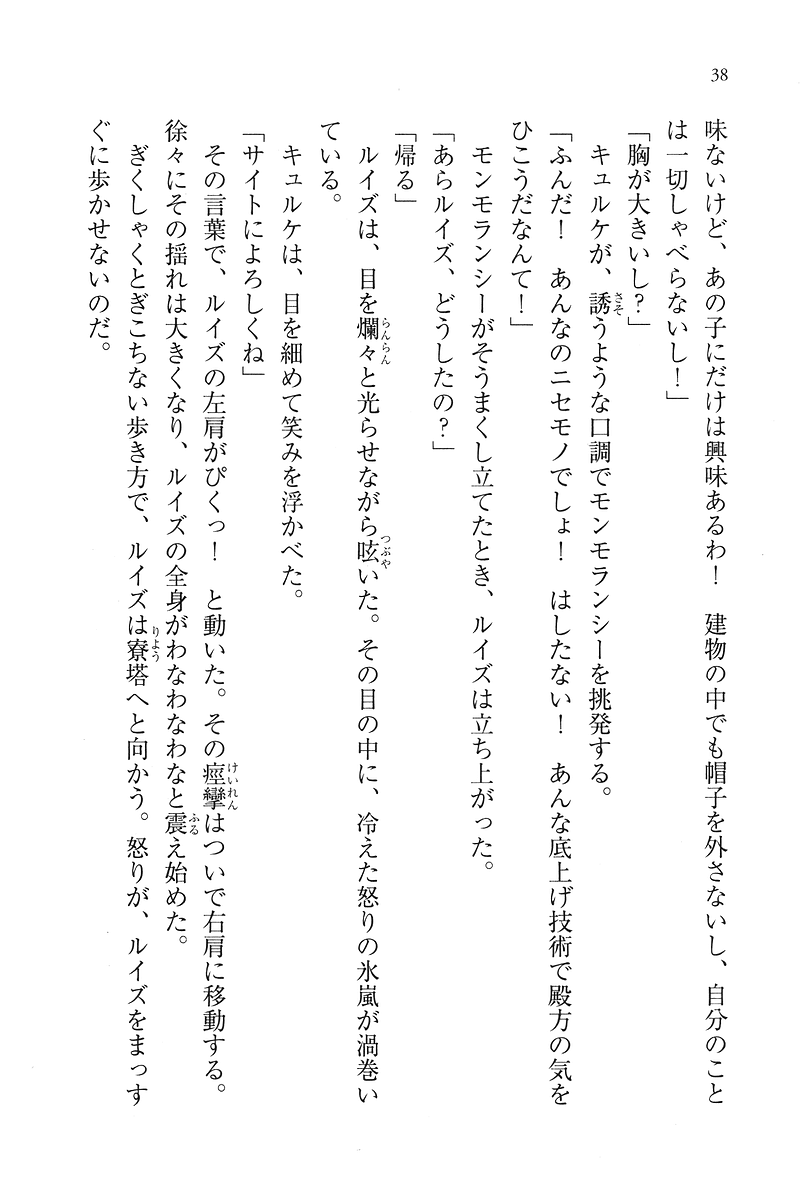 38
味ないけど、あの子にだけは興味あるわ！　建物の中でも帽子を外さないし、自分のこと
は一切しゃべらないし！」
「胸が大きいし？」
　キュルケが、誘うような口調でモンモランシーを挑発する。
「ふんだ！　あんなのニセモノでしょ！　はしたない！　あんな底上げ技術で殿方の気を
ひこうだなんて！」
　モンモランシーがそうまくし立てたとき、ルイズは立ち上がった。
「あらルイズ、どうしたの？」
「帰る」
　ルイズは、目を爛々と光らせながら呟いた。その目の中に、冷えた怒りの氷嵐が渦巻い
ている。
　キュルケは、目を細めて笑みを浮かべた。
「サイトによろしくね」
　その言葉で、ルイズの左肩がぴくっ！　と動いた。その痙攣はついで右肩に移動する。
徐々にその揺れは大きくなり、ルイズの全身がわなわなわなと震え始めた。
　ぎくしゃくとぎこちない歩き方で、ルイズは寮塔へと向かう。怒りが、ルイズをまっす
ぐに歩かせないのだ。